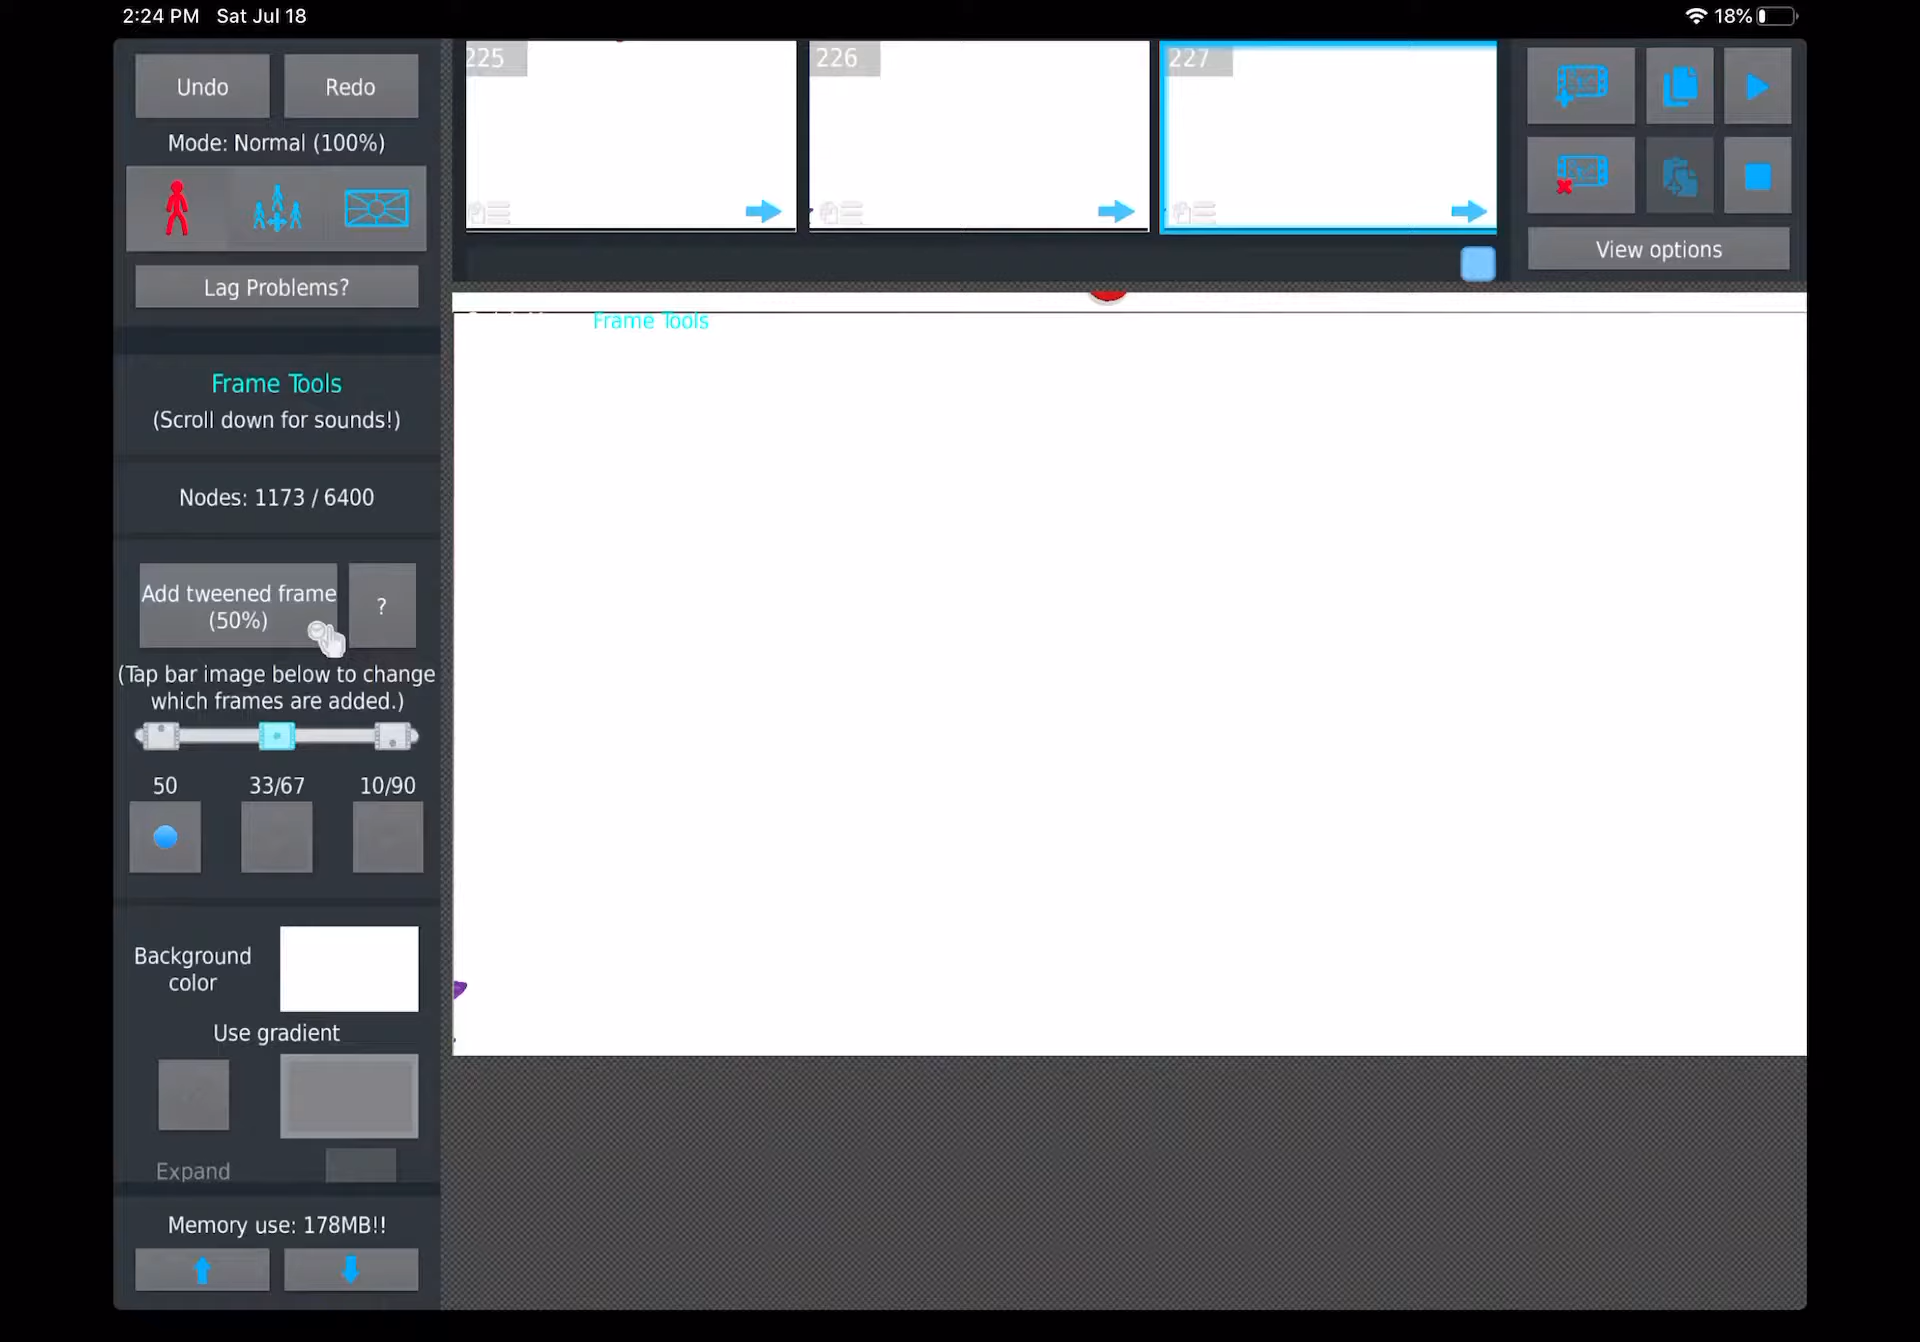 2:24 PM Sat Jul 18
18%
Undo
Redo
Mode: Normal (100%)
Lag Problems?
225
226
227
View options
Frame Tools
Frame Tools
(Scroll down for sounds!)
Nodes: 1173 / 6400
Add tweened frame
(50%)
?
(Tap bar image below to change
which frames are added.)
50
33/67
10/90
Background
color
Use gradient
Expand
Memory use: 178MB!!